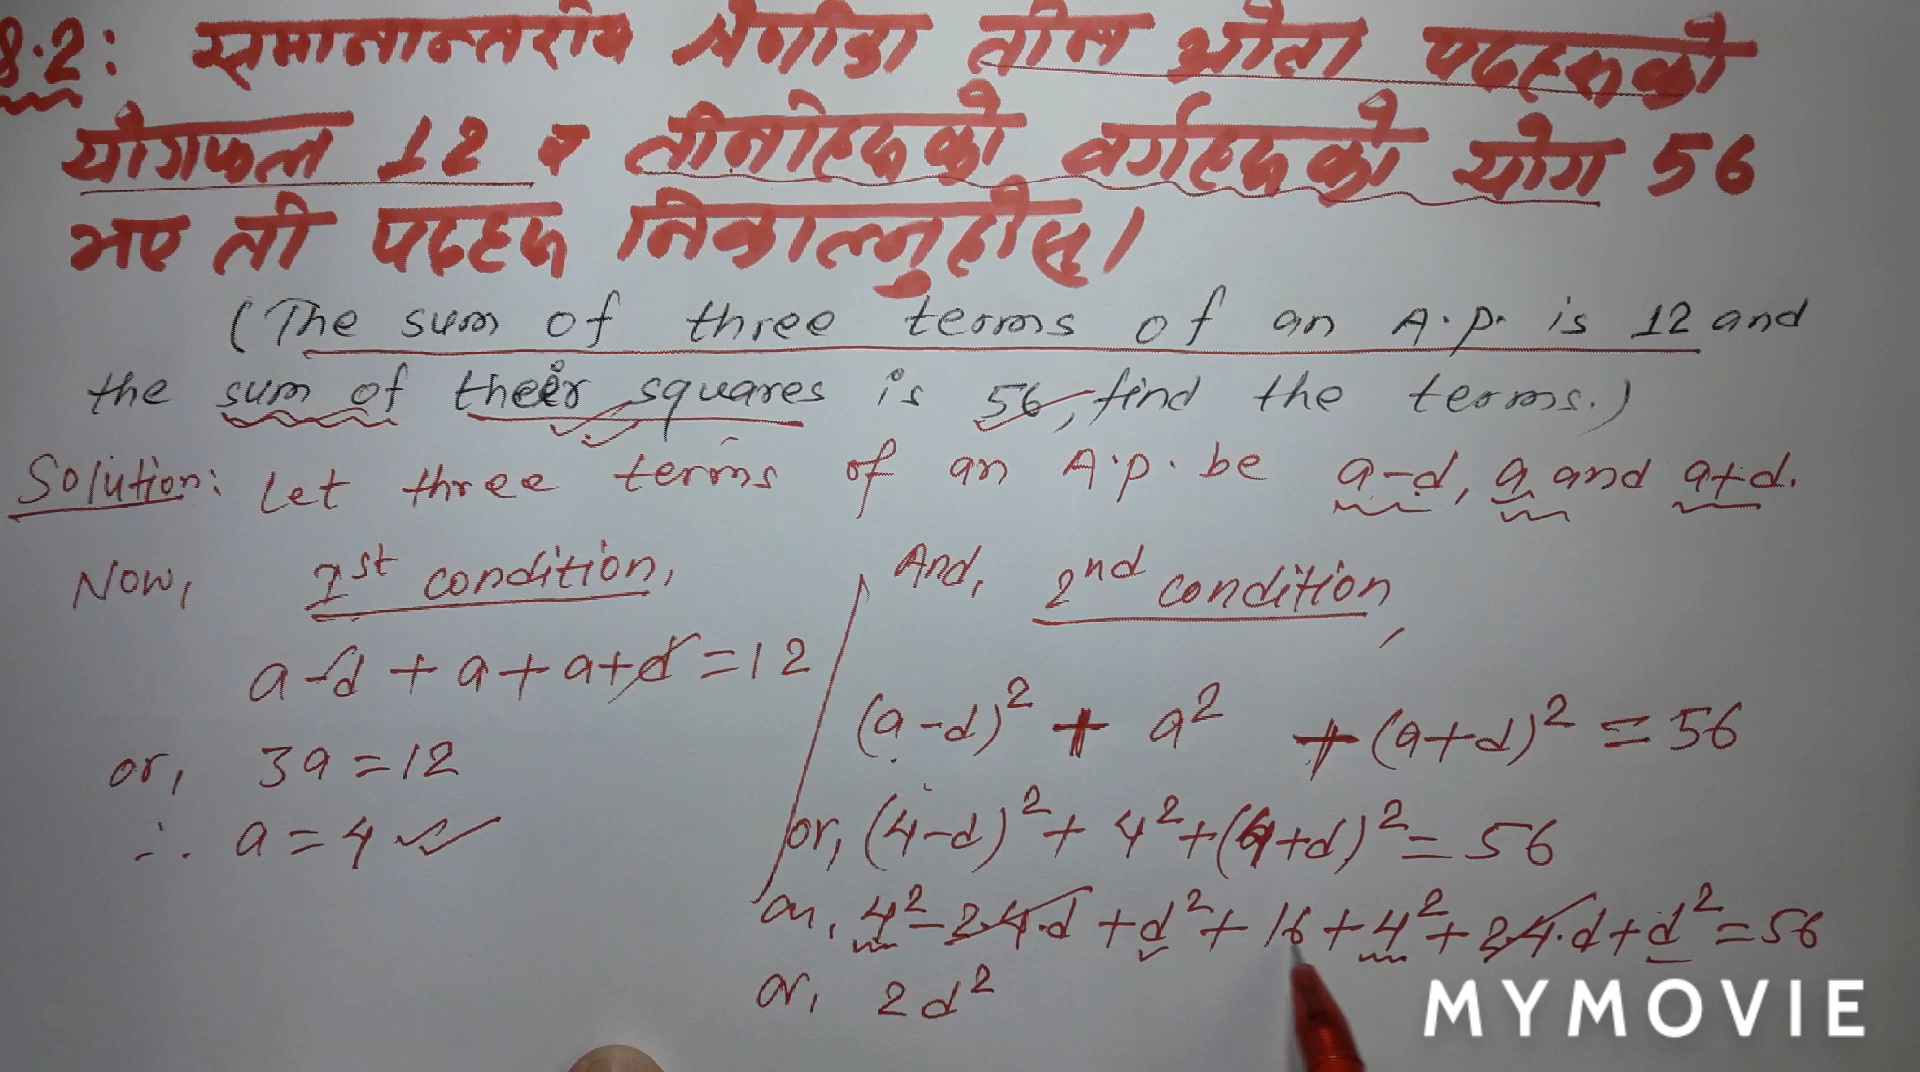 8.2: समानान्तरीय श्रेणीका तीन ओटा पदहरूको
योगफल 12 र तीनीहरूको वर्गहरूको योग 56
भए ती पदहरू निकाल्नुहोस्।
(The sum of three terms of an A.P. is 12 and
the sum of their squares is 56, find the terms.)
Solution: Let three terms of an A.P. be a-d, a and a+d.
Now, 1st condition,
a-d + a + a+d = 12
or, 3a = 12
∴ a = 4
And, 2nd condition,
(a-d)² + a² + (a+d)² = 56
or, (4-d)² + 4² + (4+d)² = 56
or, 4² - 2·4·d + d² + 16 + 4² + 2·4·d + d² = 56
or, 2d²
MYMOVIE